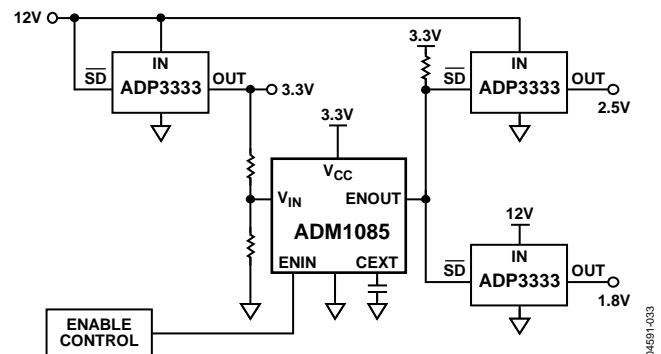 12V
IN
SD
OUT
ADP3333
3.3V
3.3V
IN
SD
OUT
ADP3333
2.5V
3.3V
VCC
VIN
ENOUT
ADM1085
ENIN
CEXT
12V
IN
SD
OUT
ADP3333
1.8V
ENABLE
CONTROL
04591-033